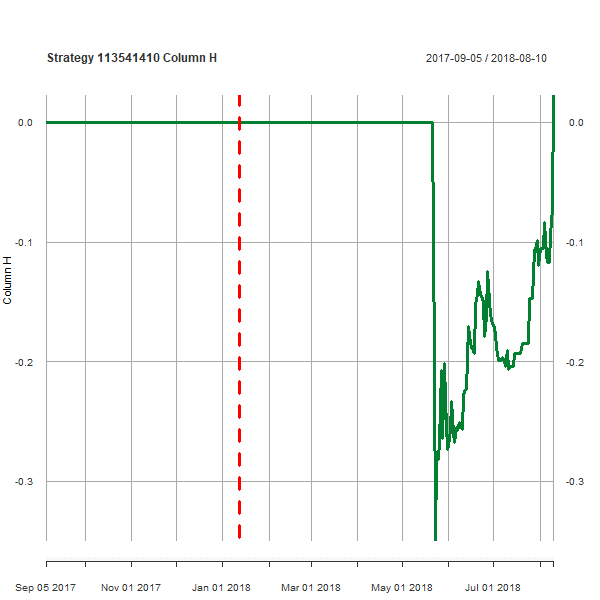 Strategy 113541410 Column H
2017-09-05 / 2018-08-10
0.0 0.0
-0.1 -0.1
Column H
-0.2 -0.2
-0.3 -0.3
Sep 05 2017 Nov 01 2017 Jan 01 2018 Mar 01 2018 May 01 2018 Jul 01 2018